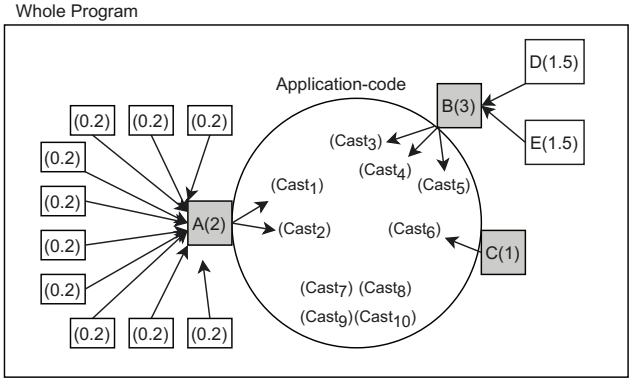 Whole Program
D(1.5)
Application-code
B(3)
(0.2) (0.2) (0.2)
(Cast3)
E(1.5)
(0.2)
(Cast4)
(Cast5)
(Cast1)
(0.2)
A(2)
(Cast2)
(Cast6)
(0.2)
C(1)
(0.2)
(Cast7) (Cast8)
(0.2) (0.2) (0.2)
(Cast9)(Cast10)